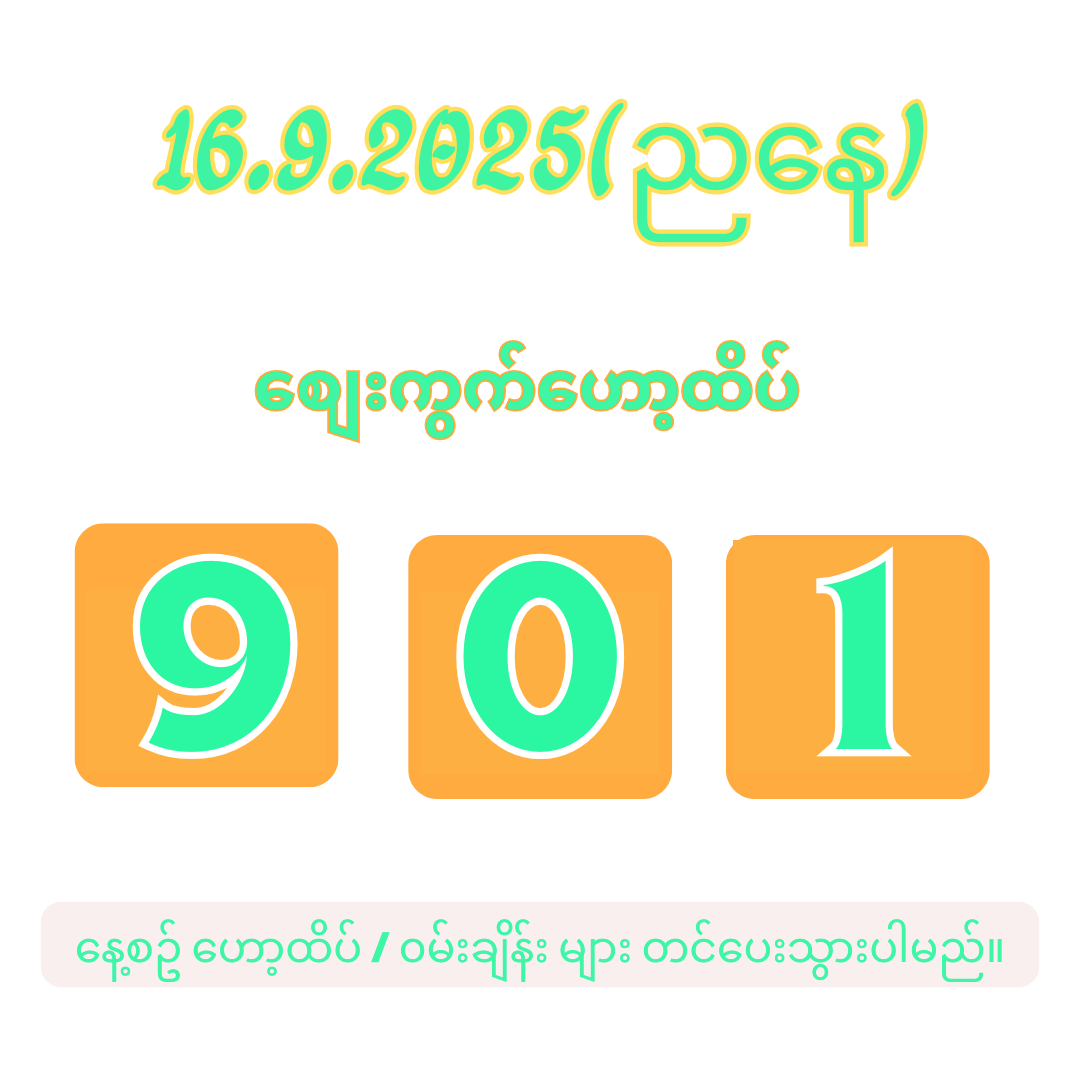 16.9.2025(ညနေ)
ဈေးကွက်ဟော့ထိပ်
9 0 1
နေ့စဥ် ဟော့ထိပ် / ဝမ်းချိန်း များ တင်ပေးသွားပါမည်။